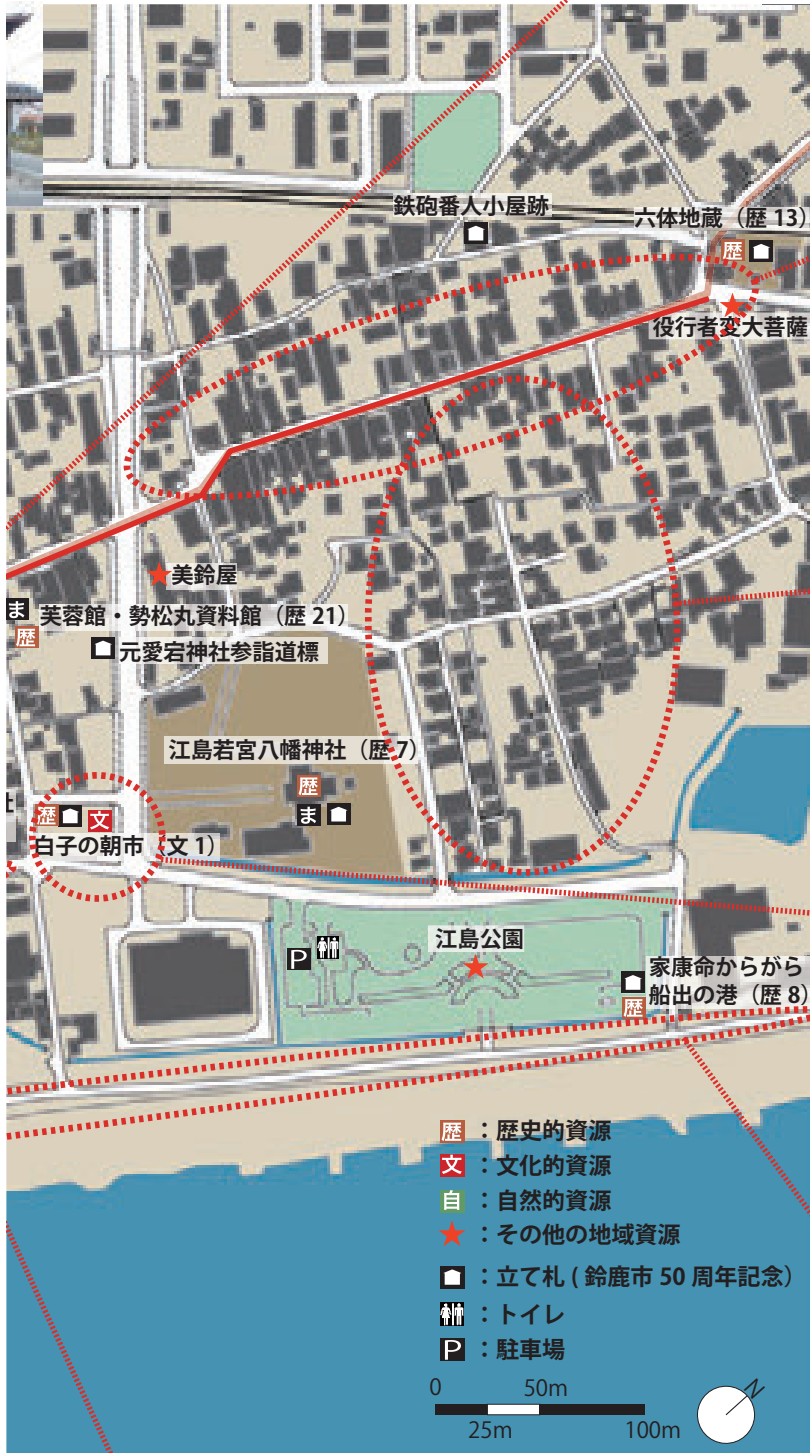 鉄砲番人小屋跡
六体地蔵（歴 13）
歴
役行者変大菩薩
美鈴屋
ま
芙蓉館・勢松丸資料館（歴 21）
歴
元愛宕神社参詣道標
江島若宮八幡神社（歴 7）
歴
ま
社
歴
文
白子の朝市（文 1）
江島公園
P
家康命からがら
船出の港（歴 8）
歴
歴：歴史的資源
文：文化的資源
自：自然的資源
★：その他の地域資源
：立て札 ( 鈴鹿市 50 周年記念）
：トイレ
P：駐車場
0 50m
25m 100m
N